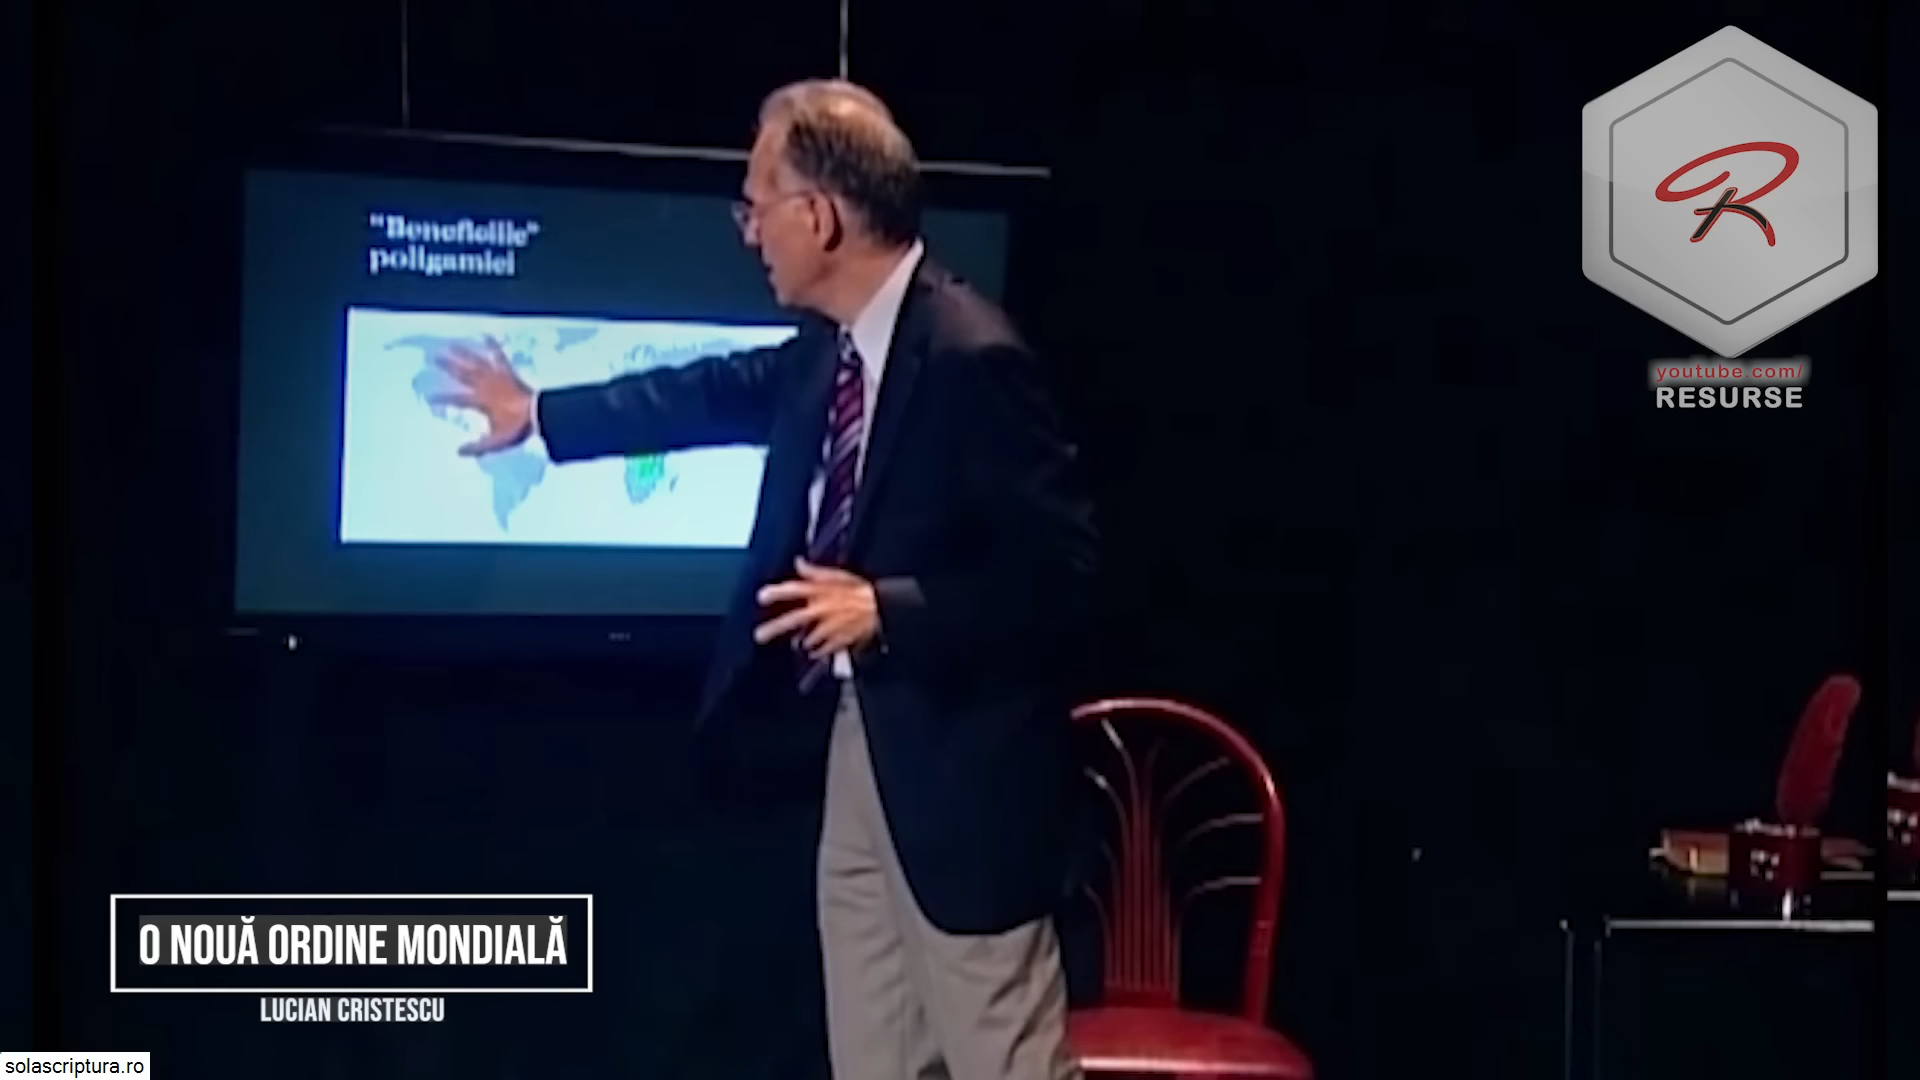 "Beneficiile"
poligamiei
youtube.com/
RESURSE
O NOUĂ ORDINE MONDIALĂ
LUCIAN CRISTESCU
solascriptura.ro